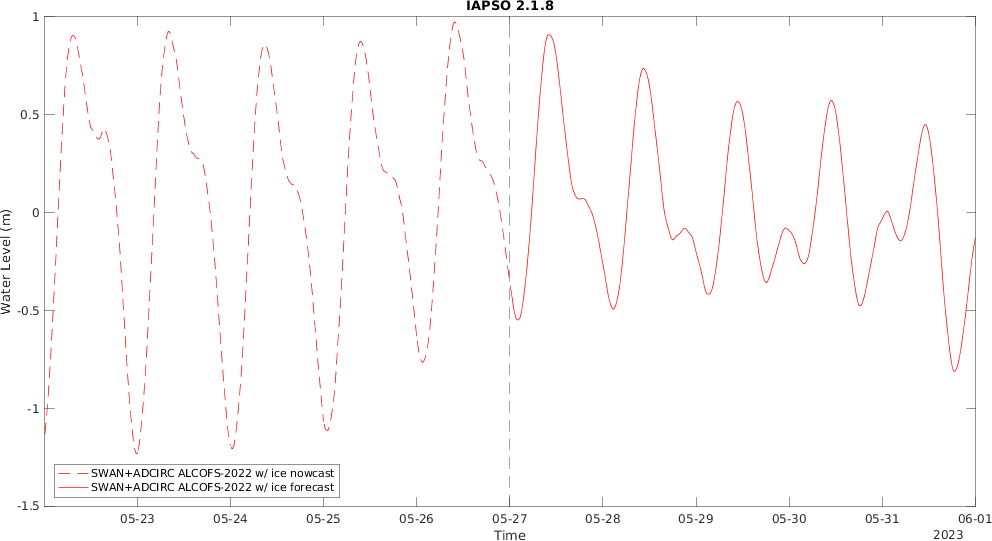 IAPSO 2.1.8
Water Level (m)
1
0.5
0
-0.5
-1
-1.5
SWAN+ADCIRC ALCOFS-2022 w/ ice nowcast
SWAN+ADCIRC ALCOFS-2022 w/ ice forecast
05-23 05-24 05-25 05-26 05-27 05-28 05-29 05-30 05-31 06-01
Time
2023